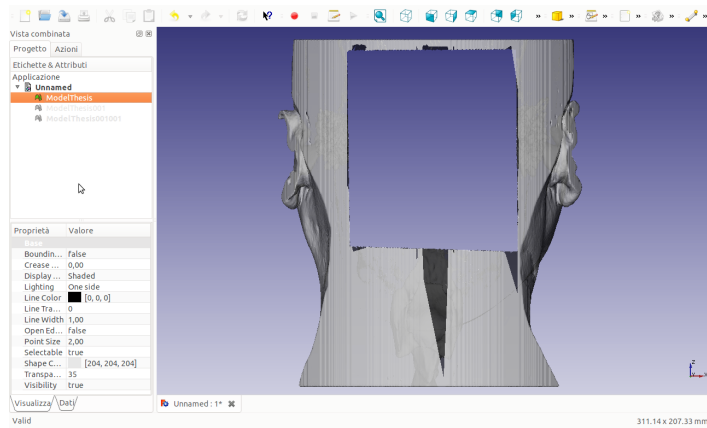 Vista combinata
Progetto Azioni
Etichette & Attributi
Applicazione
Unnamed
ModelThesis
ModelThesis001
ModelThesis001001
Proprietà Valore
Base
Boundin... false
Crease ... 0,00
Display ... Shaded
Lighting One side
Line Color [0, 0, 0]
Line Tra... 0
Line Width 1,00
Open Ed... false
Point Size 2,00
Selectable true
Shape C... [204, 204, 204]
Transpa... 35
Visibility true
Visualizza Dati
Unnamed : 1*
Valid
311.14 x 207.33 mm
z